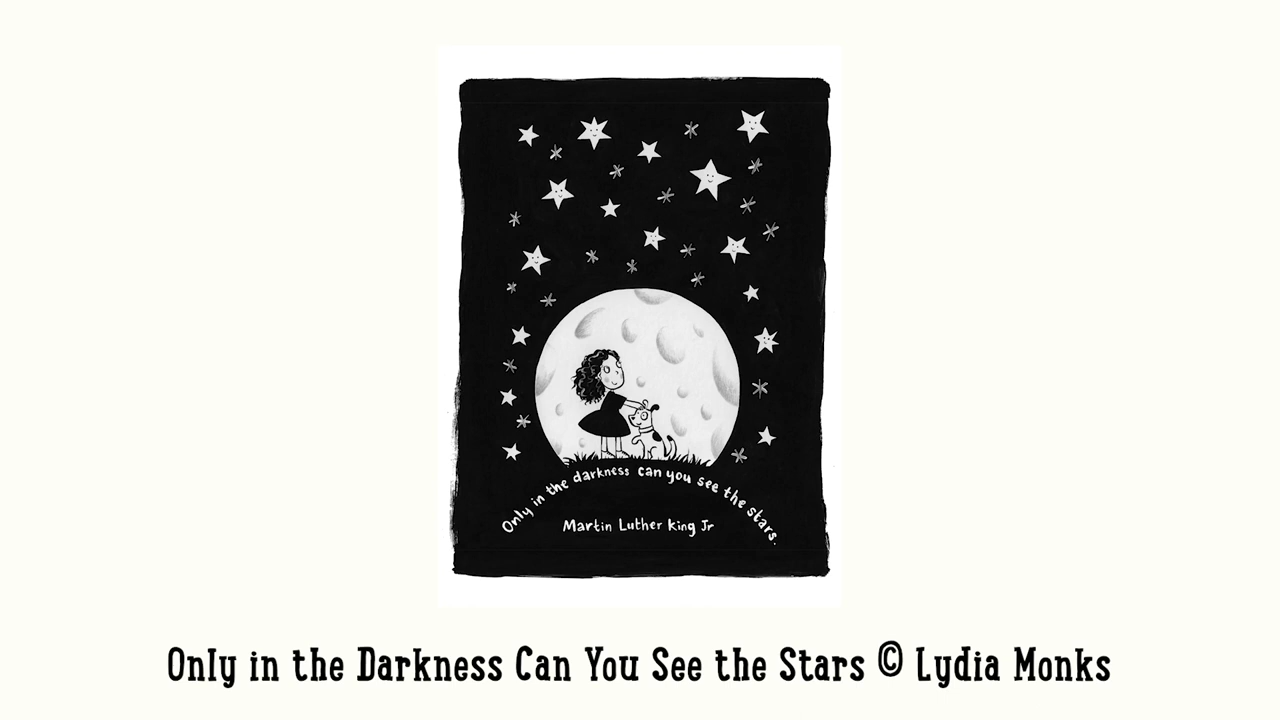 Only in the darkness can you see the stars.
Martin Luther King Jr
Only in the Darkness Can You See the Stars © Lydia Monks